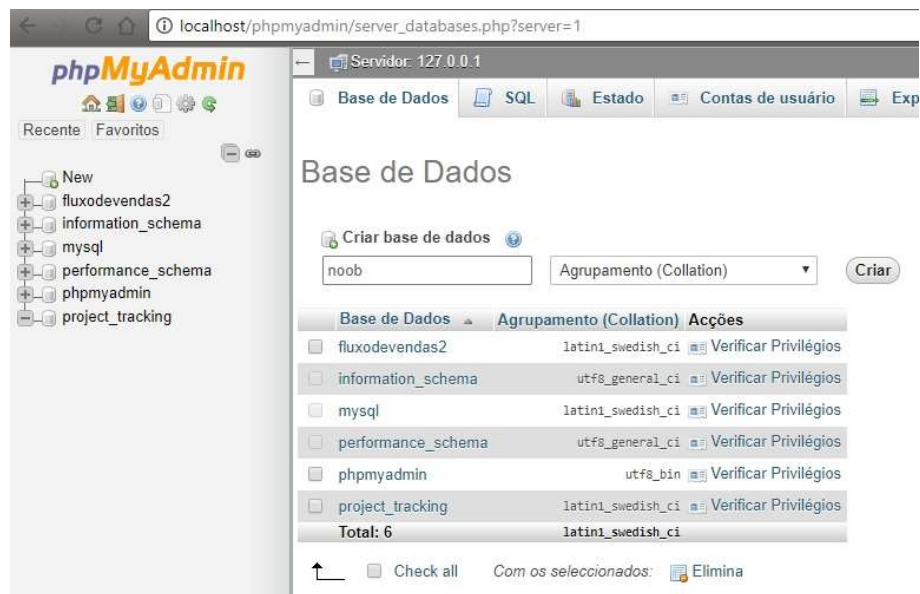 localhost/phpmyadmin/server_databases.php?server=1
phpMyAdmin
Recente Favoritos
New
fluxodevendas2
information_schema
mysql
performance_schema
phpmyadmin
project_tracking
Servidor: 127.0.0.1
Base de Dados SQL Estado Contas de usuário Exp
Base de Dados
Criar base de dados
noob Agrupamento (Collation) Criar
Base de Dados Agrupamento (Collation) Acções
fluxodevendas2 latin1_swedish_ci Verificar Privilégios
information_schema utf8_general_ci Verificar Privilégios
mysql latin1_swedish_ci Verificar Privilégios
performance_schema utf8_general_ci Verificar Privilégios
phpmyadmin utf8_bin Verificar Privilégios
project_tracking latin1_swedish_ci Verificar Privilégios
Total: 6 latin1_swedish_ci
Check all Com os seleccionados: Elimina